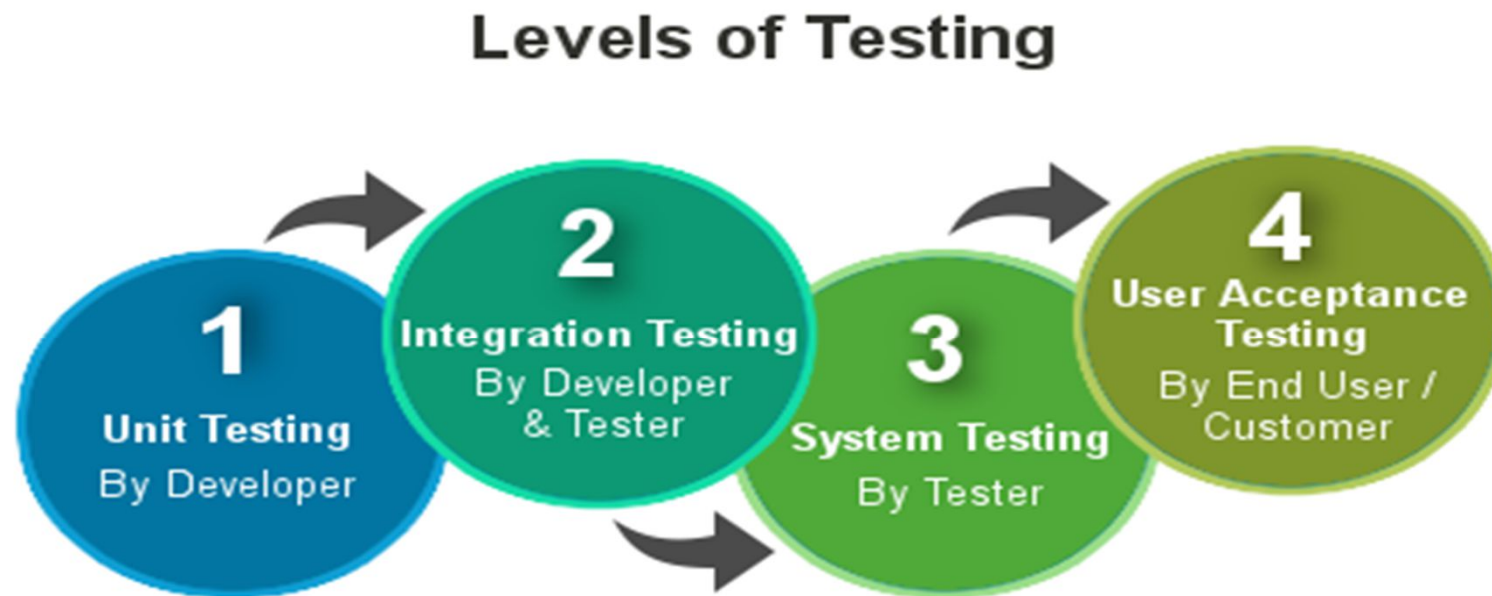 Levels of Testing
1
Unit Testing
By Developer
2
Integration Testing
By Developer
& Tester
3
System Testing
By Tester
4
User Acceptance
Testing
By End User /
Customer